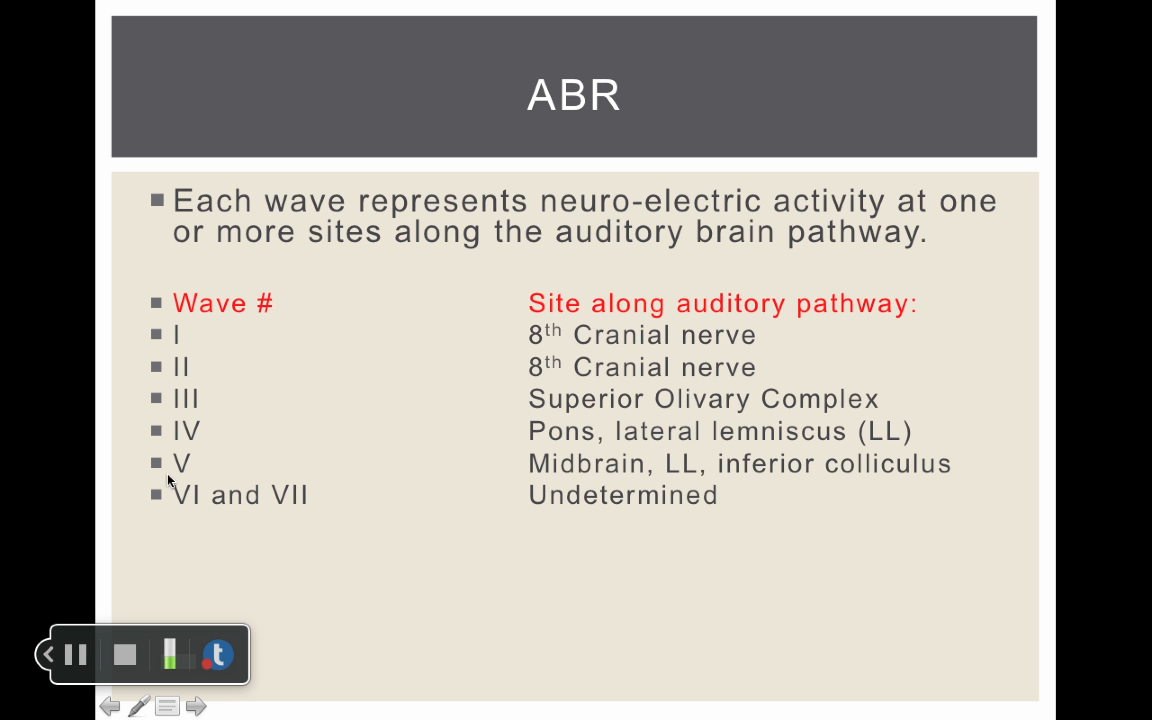 ABR
Each wave represents neuro-electric activity at one
or more sites along the auditory brain pathway.
Wave # Site along auditory pathway:
I 8th Cranial nerve
II 8th Cranial nerve
III Superior Olivary Complex
IV Pons, lateral lemniscus (LL)
V Midbrain, LL, inferior colliculus
VI and VII Undetermined
t